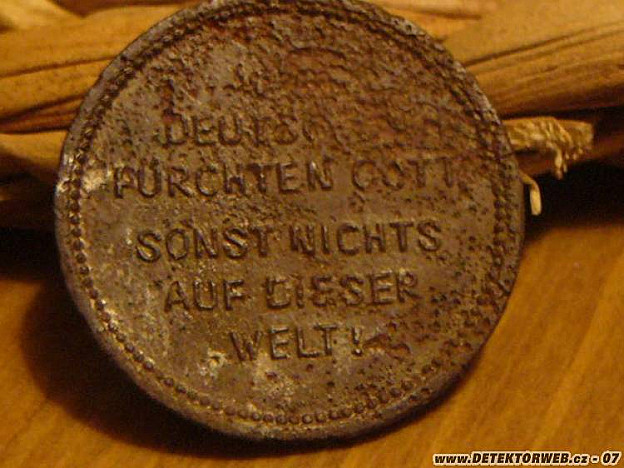 FÜRCHTEN GOTT,
SONST NICHTS
AUF DIESER
WELT!
www.DETEKTORWEB.cz - 07